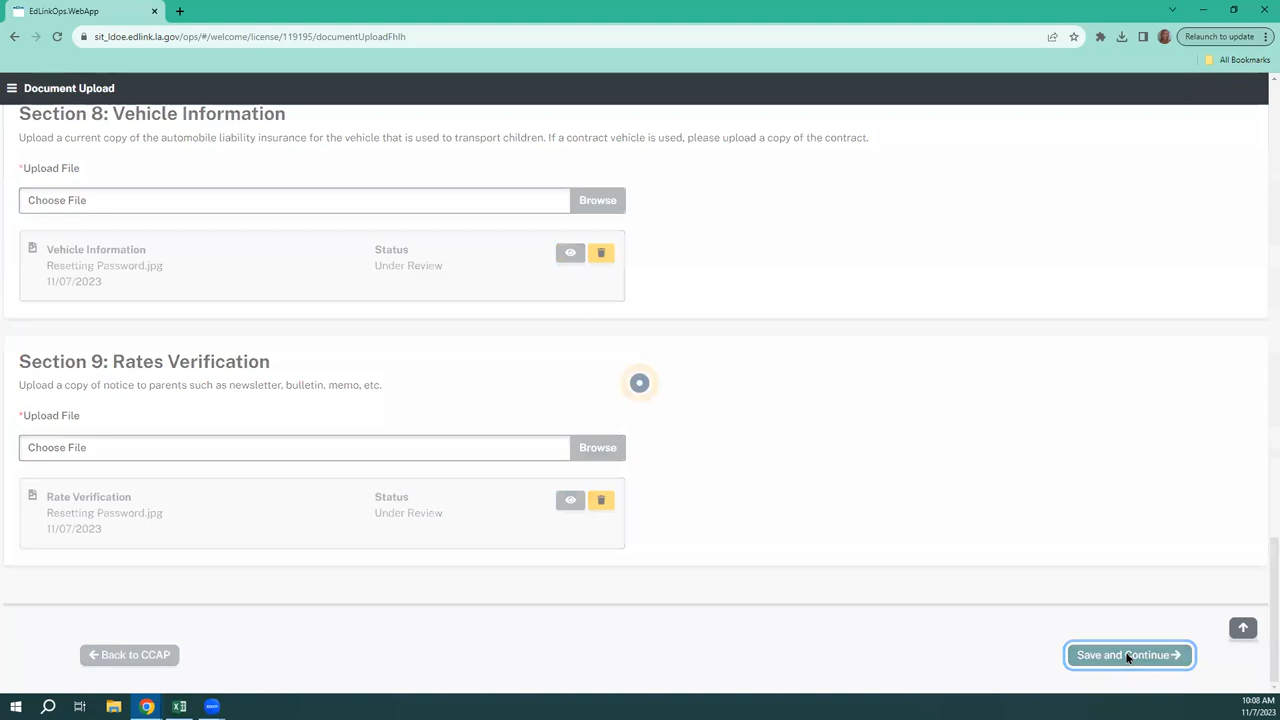 EdLinkOps.WebApp
sit_ldoe.edlink.la.gov/ops/#/welcome/license/119195/documentUploadFhIh
Relaunch to update
All Bookmarks
Document Upload
Section 8: Vehicle Information
Upload a current copy of the automobile liability insurance for the vehicle that is used to transport children. If a contract vehicle is used, please upload a copy of the contract.
*Upload File
Choose File Browse
Vehicle Information Status
Resetting Password.jpg Under Review
11/07/2023
Section 9: Rates Verification
Upload a copy of notice to parents such as newsletter, bulletin, memo, etc.
*Upload File
Choose File Browse
Rate Verification Status
Resetting Password.jpg Under Review
11/07/2023
Back to CCAP Save and Continue
zoom
10:08 AM
11/7/2023